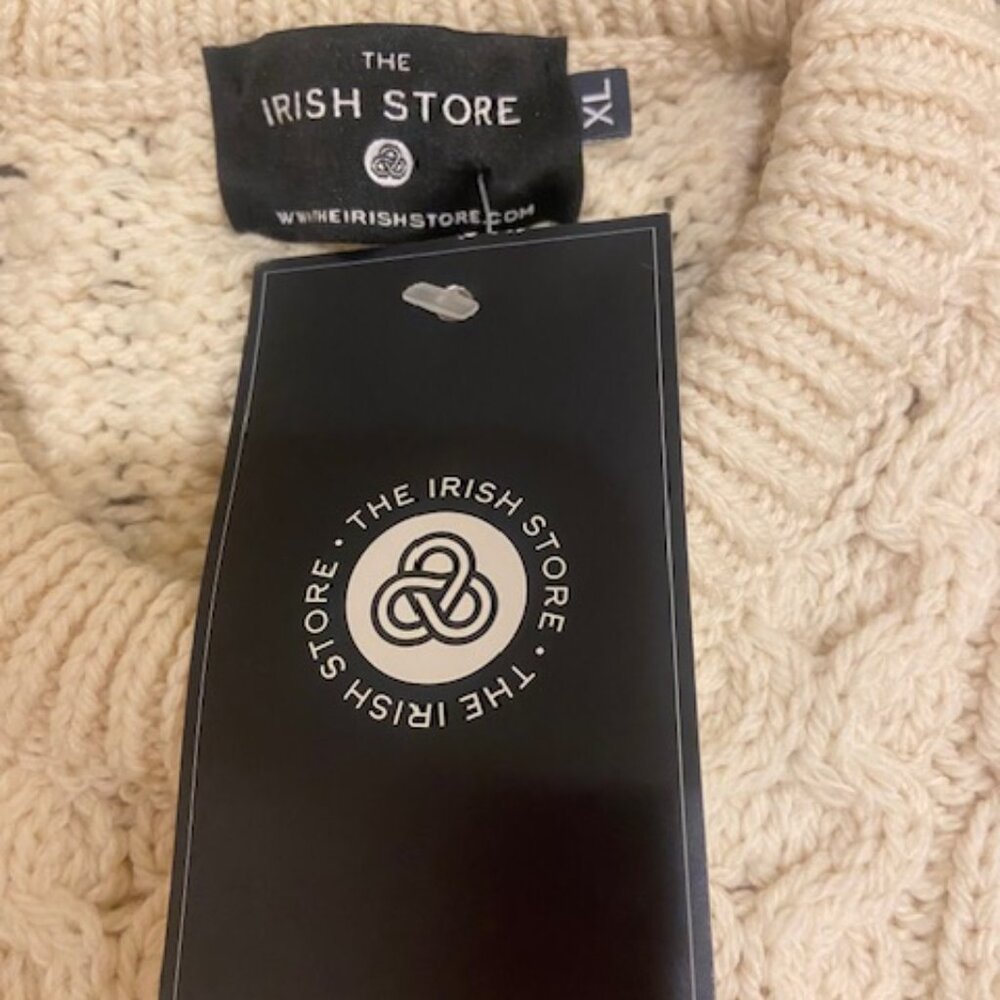 THE
IRISH STORE
WWW.THEIRISHSTORE.COM
XL
THE IRISH STORE • THE IRISH STORE •